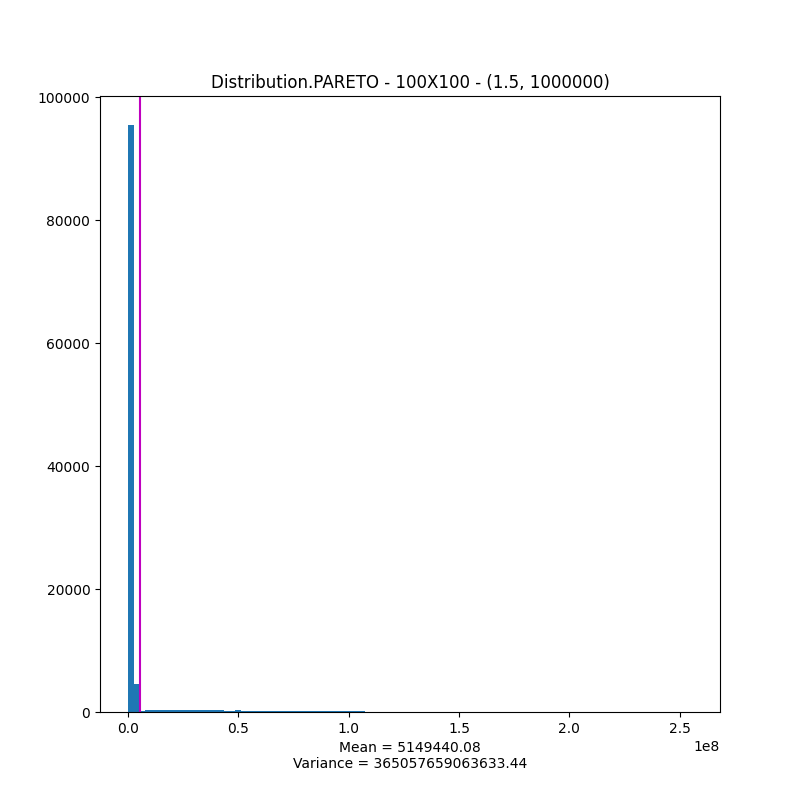 Distribution.PARETO - 100X100 - (1.5, 1000000)
100000
80000
60000
40000
20000
0
0.0 0.5 1.0 1.5 2.0 2.5
1e8
Mean = 5149440.08
Variance = 365057659063633.44